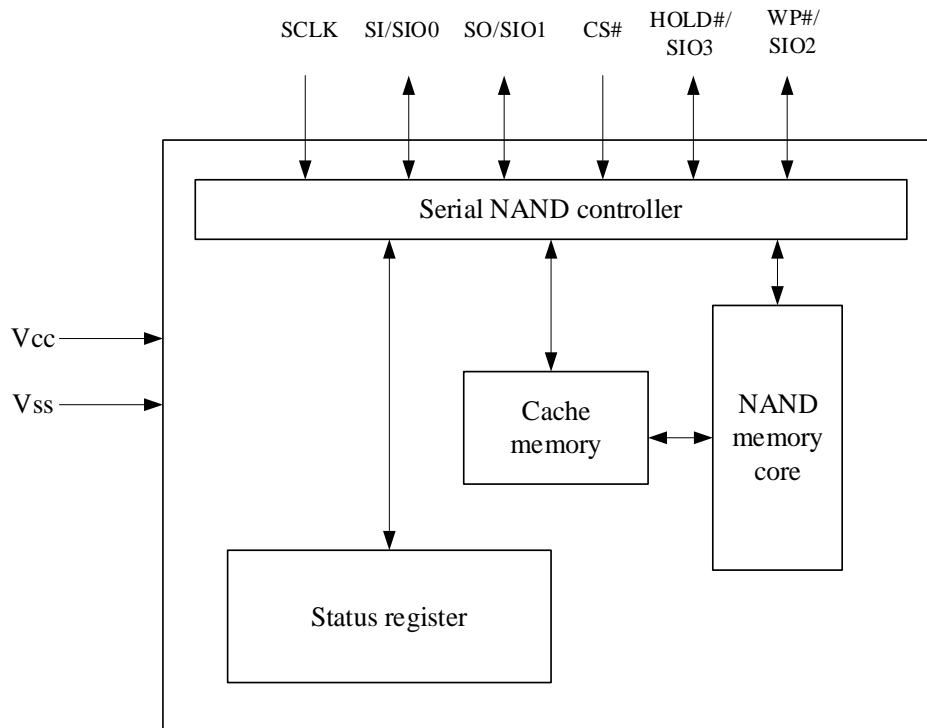 SCLK
SI/SIO0
SO/SIO1
CS#
HOLD#/
SIO3
WP#/
SIO2
Serial NAND controller
Vcc
Vss
Cache
memory
NAND
memory
core
Status register